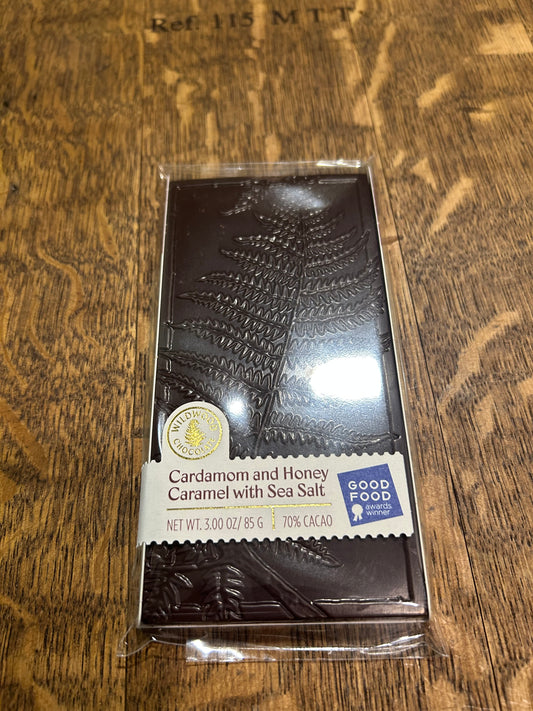 Ref. 115 M T T
WILDWOOD
CHOCOLATE
Cardamom and Honey
Caramel with Sea Salt
NET WT. 3.00 OZ/ 85 G
70% CACAO
GOOD
FOOD
awards
winner